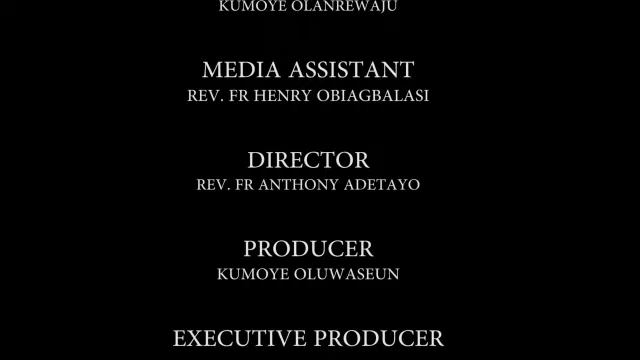 KUMOYE OLANREWAJU
MEDIA ASSISTANT
REV. FR HENRY OBIAGBALASI
DIRECTOR
REV. FR ANTHONY ADETAYO
PRODUCER
KUMOYE OLUWASEUN
EXECUTIVE PRODUCER